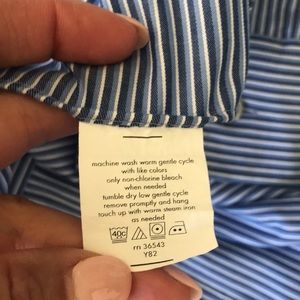 machine wash warm gentle cycle
with like colors
only non-chlorine bleach
when needed
tumble dry low gentle cycle
remove promptly and hang
touch up with warm steam iron
as needed
40c
rn 36543
Y82